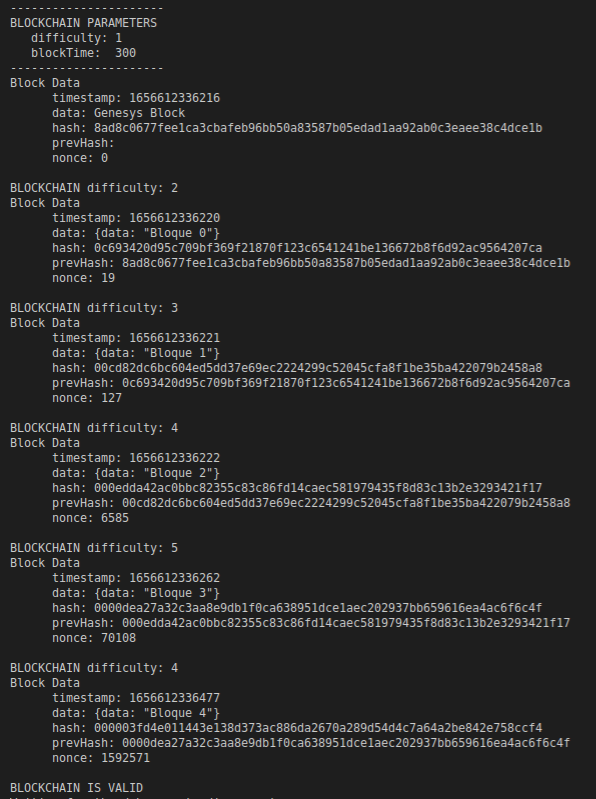 ----------------------
BLOCKCHAIN PARAMETERS
difficulty: 1
blockTime: 300
----------------------
Block Data
timestamp: 1656612336216
data: Genesys Block
hash: 8ad8c0677fee1ca3cbafeb96bb50a83587b05edad1aa92ab0c3eaee38c4dce1b
prevHash:
nonce: 0
BLOCKCHAIN difficulty: 2
Block Data
timestamp: 1656612336220
data: {data: "Bloque 0"}
hash: 0c693420d95c709bf369f21870f123c6541241be136672b8f6d92ac9564207ca
prevHash: 8ad8c0677fee1ca3cbafeb96bb50a83587b05edad1aa92ab0c3eaee38c4dce1b
nonce: 19
BLOCKCHAIN difficulty: 3
Block Data
timestamp: 1656612336221
data: {data: "Bloque 1"}
hash: 00cd82dc6bc604ed5dd37e69ec2224299c52045cfa8f1be35ba422079b2458a8
prevHash: 0c693420d95c709bf369f21870f123c6541241be136672b8f6d92ac9564207ca
nonce: 127
BLOCKCHAIN difficulty: 4
Block Data
timestamp: 1656612336222
data: {data: "Bloque 2"}
hash: 000edda42ac0bbc82355c83c86fd14caec581979435f8d83c13b2e3293421f17
prevHash: 00cd82dc6bc604ed5dd37e69ec2224299c52045cfa8f1be35ba422079b2458a8
nonce: 6585
BLOCKCHAIN difficulty: 5
Block Data
timestamp: 1656612336262
data: {data: "Bloque 3"}
hash: 0000dea27a32c3aa8e9db1f0ca638951dce1aec202937bb659616ea4ac6f6c4f
prevHash: 000edda42ac0bbc82355c83c86fd14caec581979435f8d83c13b2e3293421f17
nonce: 70108
BLOCKCHAIN difficulty: 4
Block Data
timestamp: 1656612336477
data: {data: "Bloque 4"}
hash: 000003fd4e011443e138d373ac886da2670a289d54d4c7a64a2be842e758ccf4
prevHash: 0000dea27a32c3aa8e9db1f0ca638951dce1aec202937bb659616ea4ac6f6c4f
nonce: 1592571
BLOCKCHAIN IS VALID